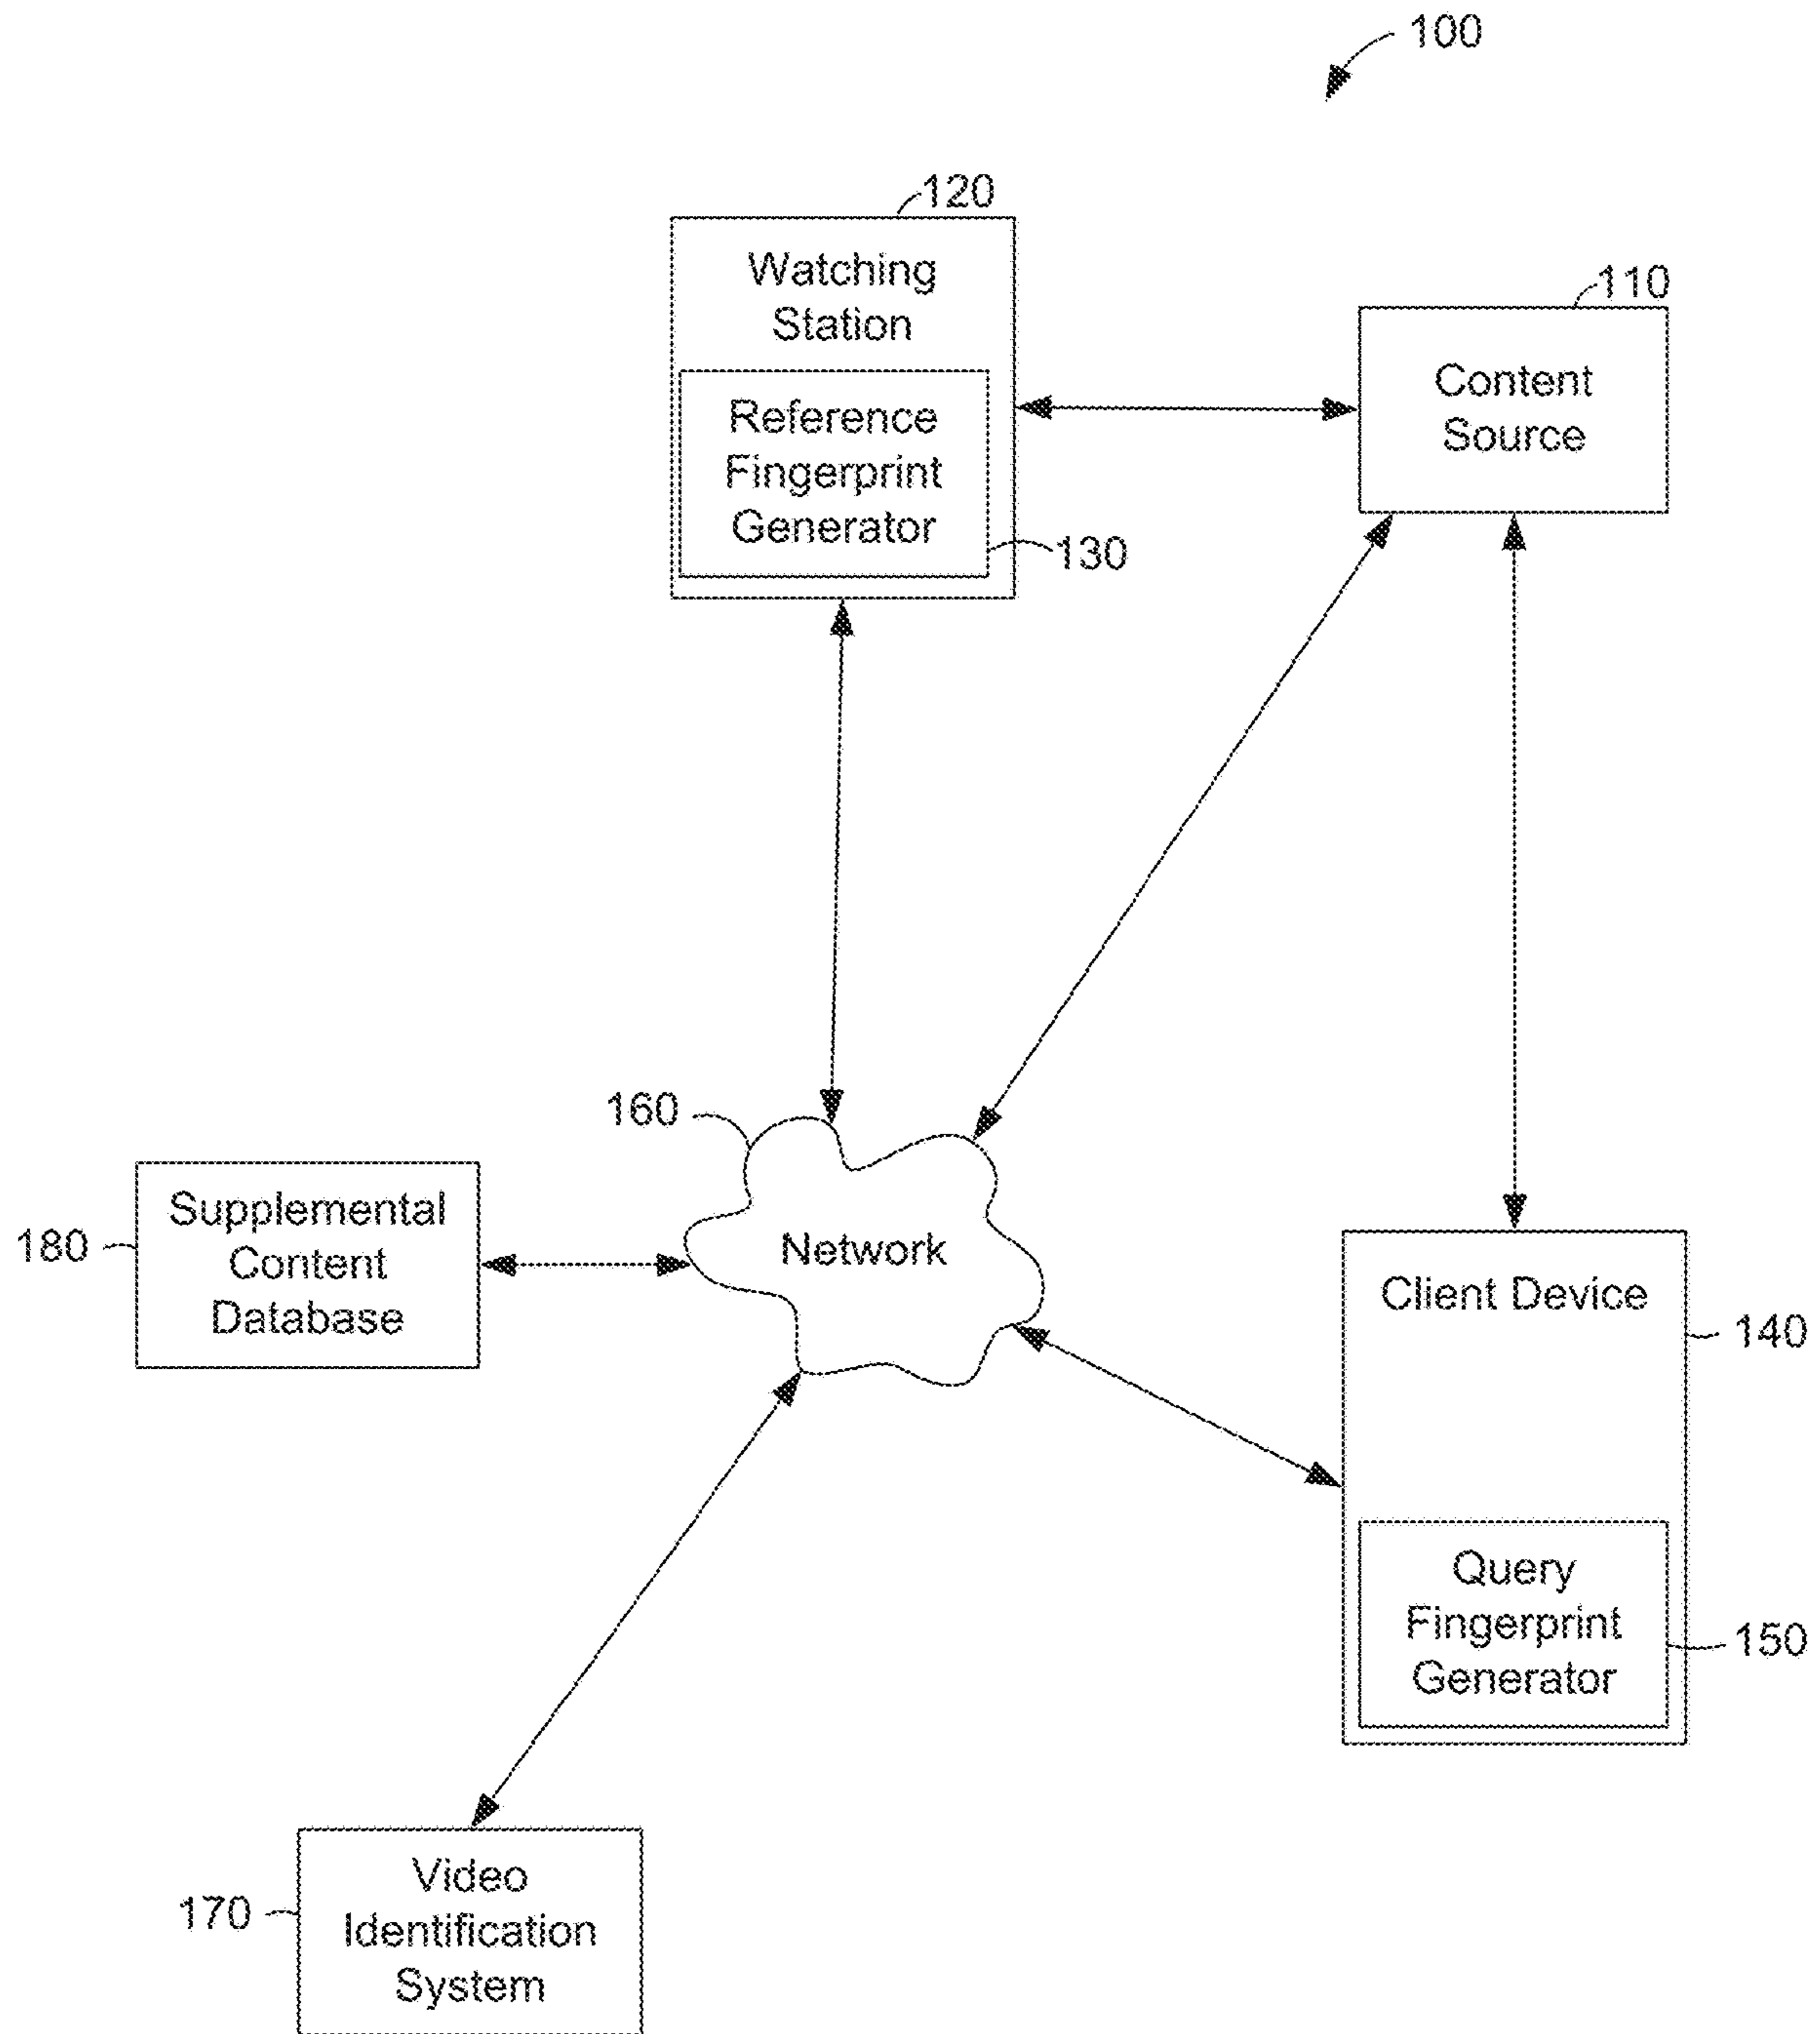 100
120
Watching
Station
110
Content
Source
Reference
Fingerprint
Generator
130
160
Supplemental
Content
Database
180
Network
Client Device
140
Query
Fingerprint
Generator
150
Video
Identification
System
170